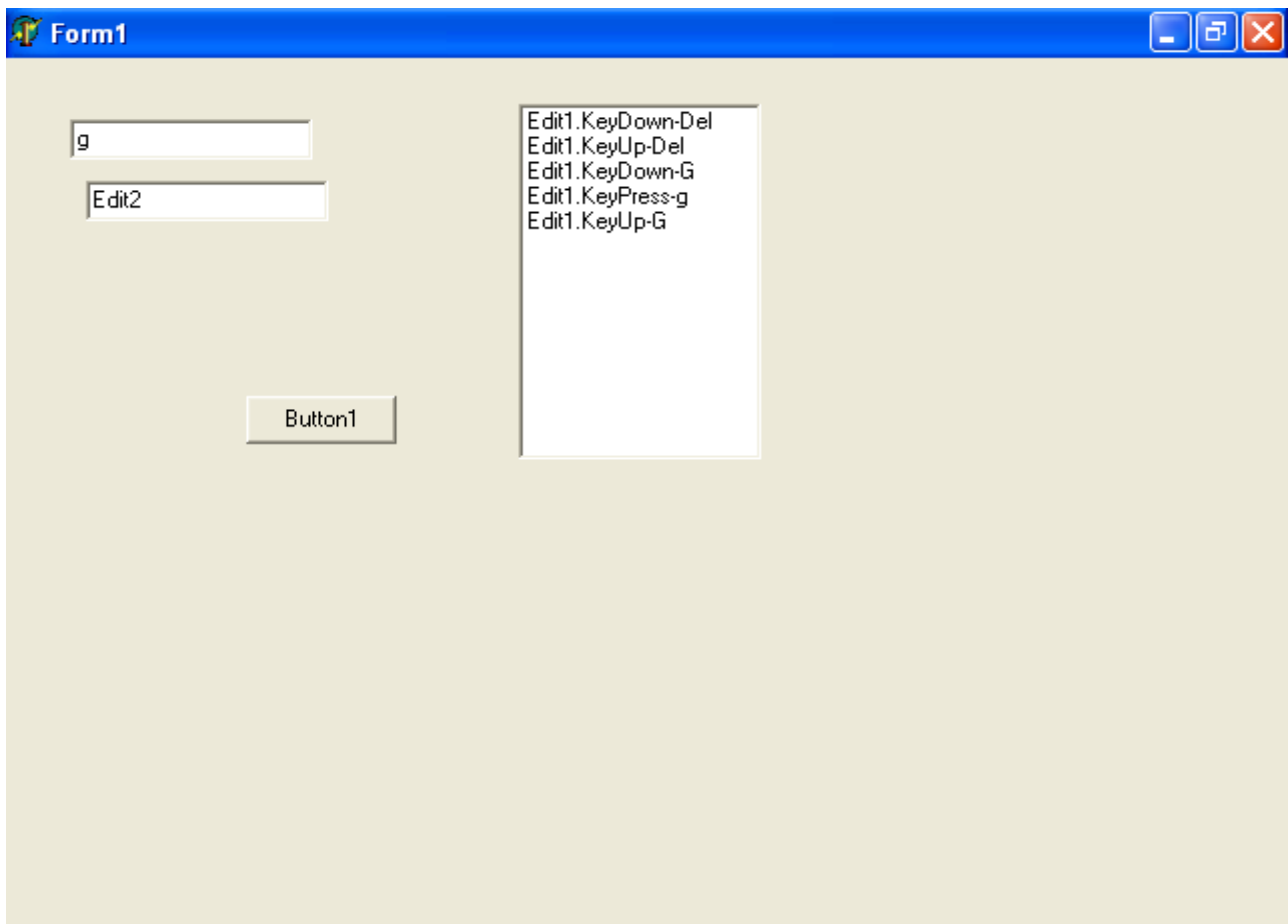 Form1
g
Edit2
Button1
Edit1.KeyDown-Del
Edit1.KeyUp-Del
Edit1.KeyDown-G
Edit1.KeyPress-g
Edit1.KeyUp-G